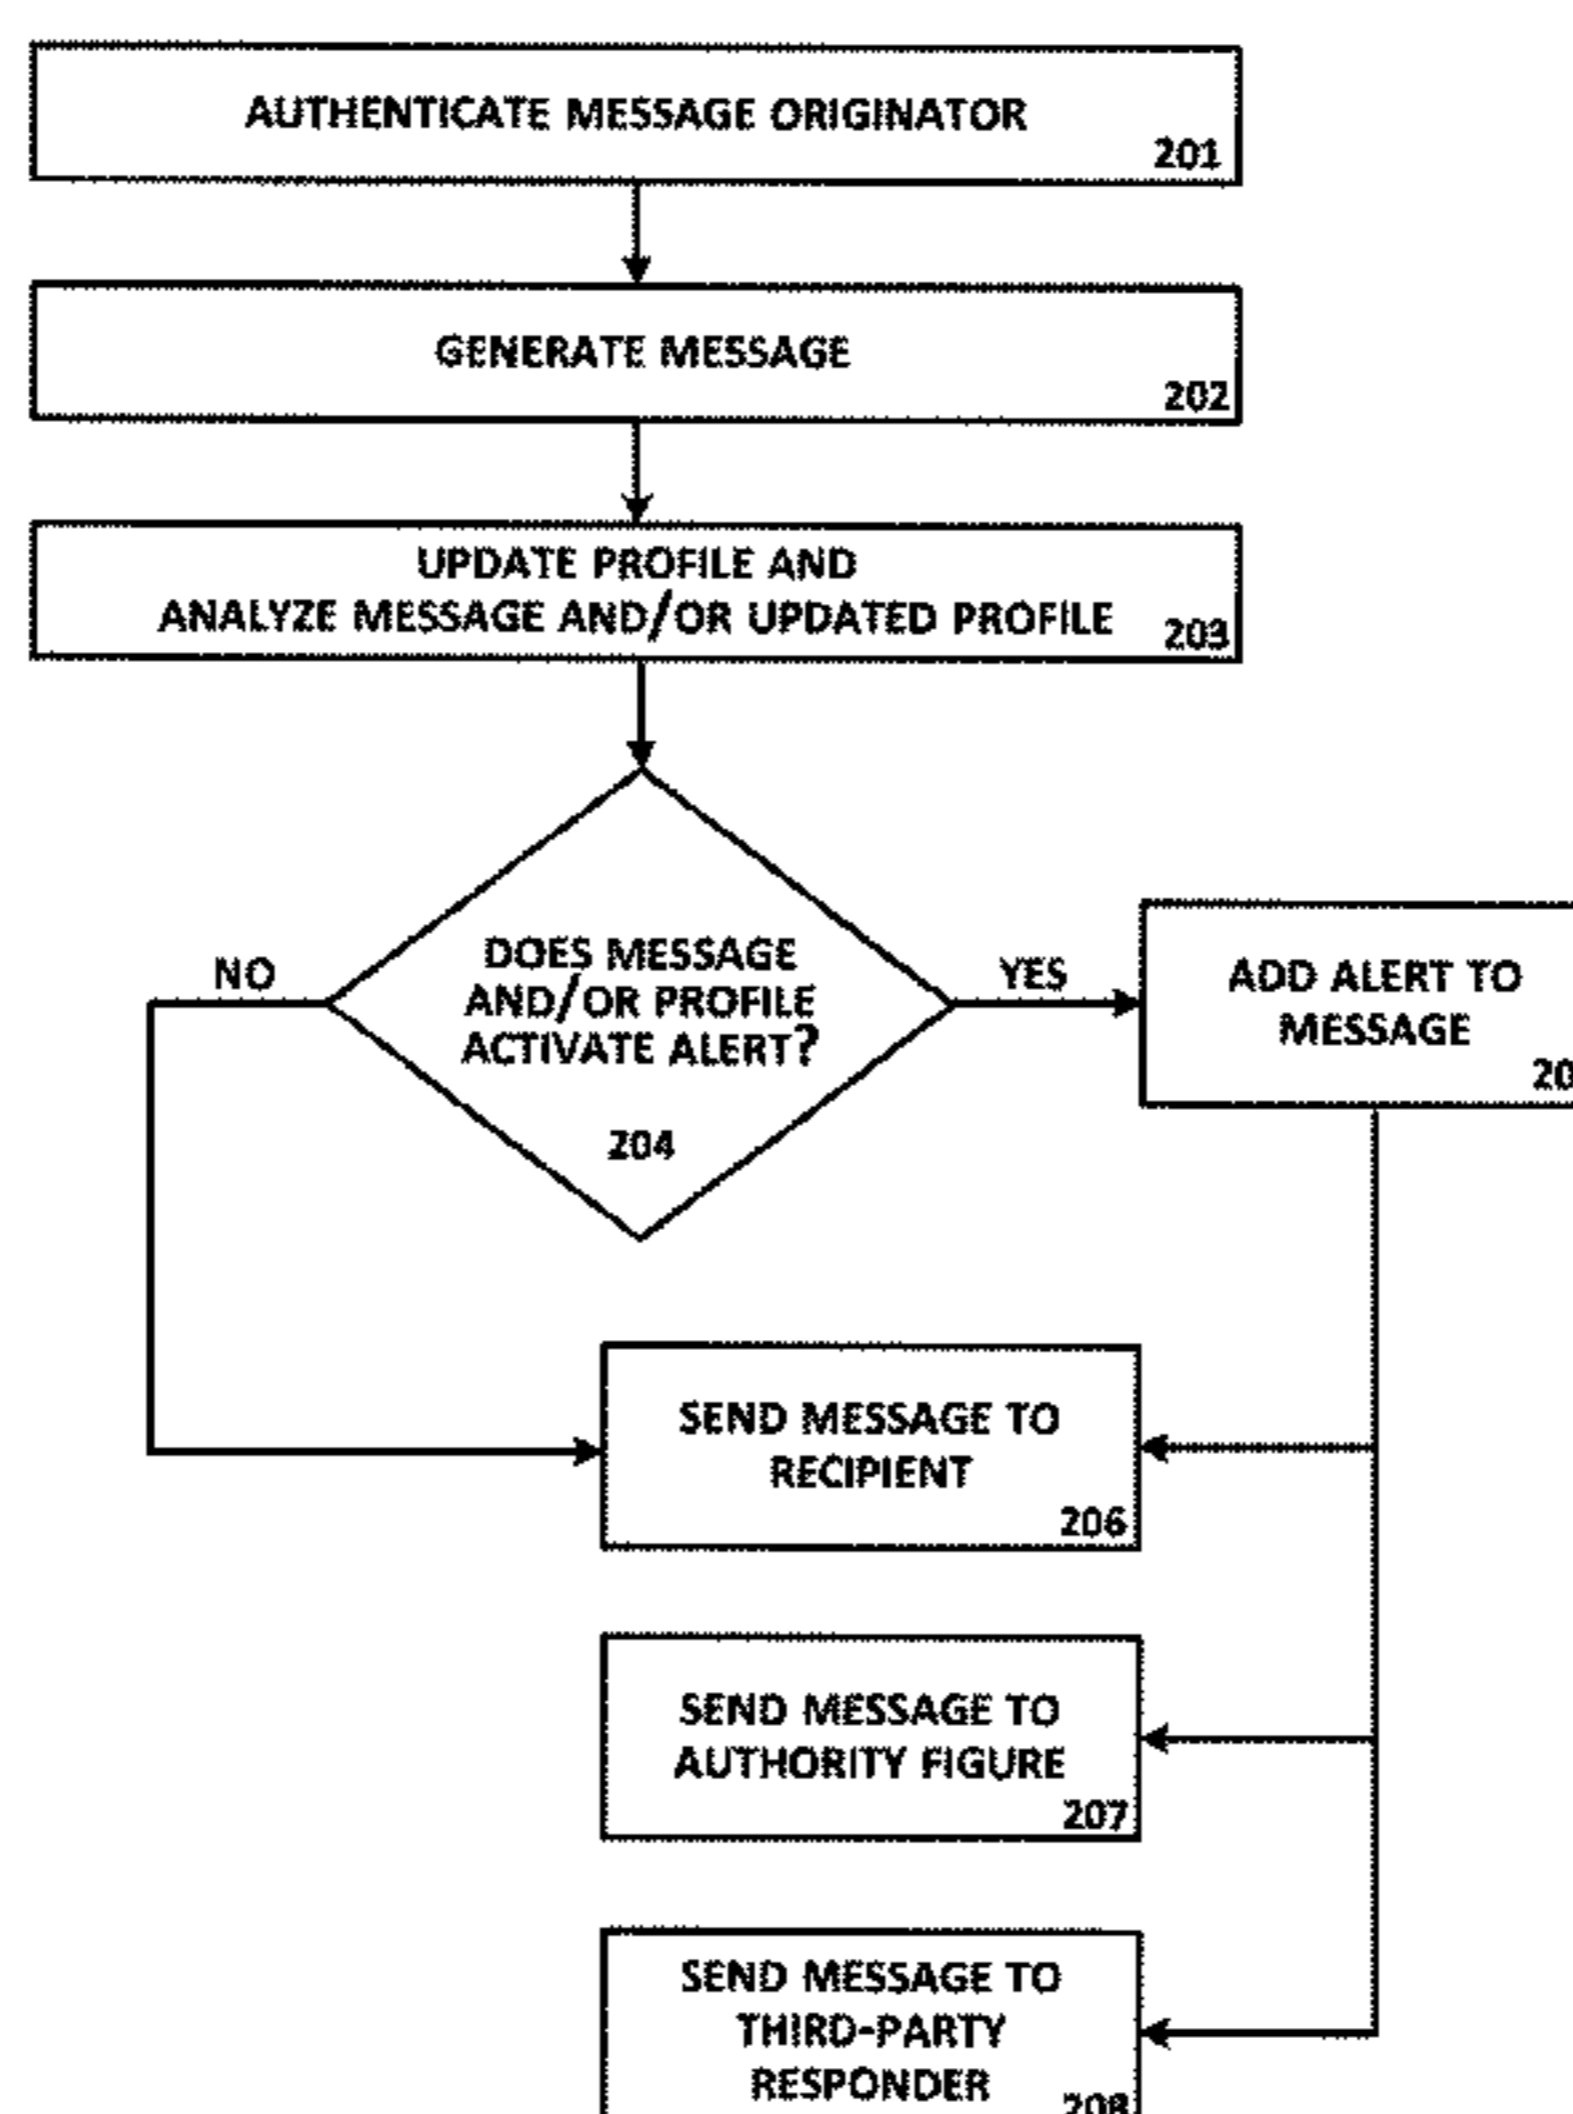 AUTHENTICATE MESSAGE ORIGINATOR
201
GENERATE MESSAGE
202
UPDATE PROFILE AND
ANALYZE MESSAGE AND/OR UPDATED PROFILE
203
DOES MESSAGE
AND/OR PROFILE
ACTIVATE ALERT?
204
NO
YES
ADD ALERT TO
MESSAGE
SEND MESSAGE TO
RECIPIENT
206
SEND MESSAGE TO
AUTHORITY FIGURE
207
SEND MESSAGE TO
THIRD-PARTY
RESPONDER
208